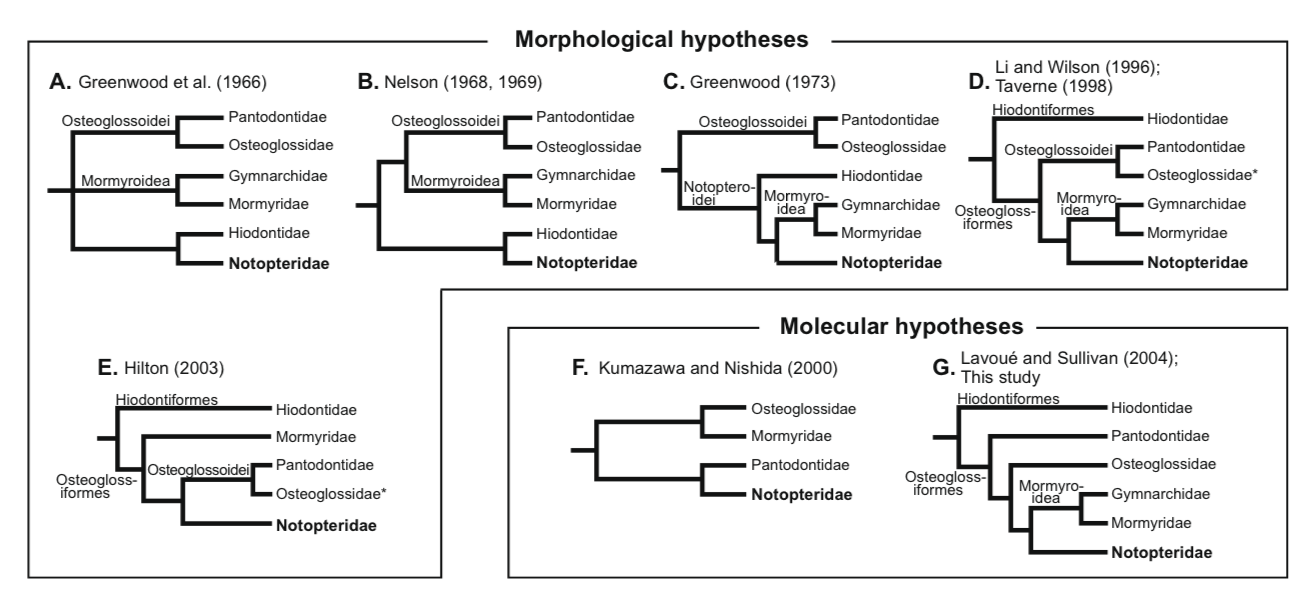 Morphological hypotheses
A. Greenwood et al. (1966)
Osteoglossoidei
Pantodontidae
Osteoglossidae
Mormyroidea
Gymnarchidae
Mormyridae
Hiodontidae
Notopteridae
B. Nelson (1968, 1969)
Osteoglossoidei
Pantodontidae
Osteoglossidae
Mormyroidea
Gymnarchidae
Mormyridae
Hiodontidae
Notopteridae
C. Greenwood (1973)
Osteoglossoidei
Pantodontidae
Osteoglossidae
Notoptero-
idei
Hiodontidae
Mormyro-
idea
Gymnarchidae
Mormyridae
Notopteridae
D. Li and Wilson (1996);
Taverne (1998)
Hiodontiformes
Hiodontidae
Osteoglossoidei
Pantodontidae
Osteoglossidae*
Osteogloss-
iformes
Mormyro-
idea
Gymnarchidae
Mormyridae
Notopteridae
E. Hilton (2003)
Hiodontiformes
Hiodontidae
Mormyridae
Osteogloss-
iformes
Osteoglossoidei
Pantodontidae
Osteoglossidae*
Notopteridae
Molecular hypotheses
F. Kumazawa and Nishida (2000)
Osteoglossidae
Mormyridae
Pantodontidae
Notopteridae
G. Lavoué and Sullivan (2004);
This study
Hiodontiformes
Hiodontidae
Pantodontidae
Osteogloss-
iformes
Osteoglossidae
Mormyro-
idea
Gymnarchidae
Mormyridae
Notopteridae